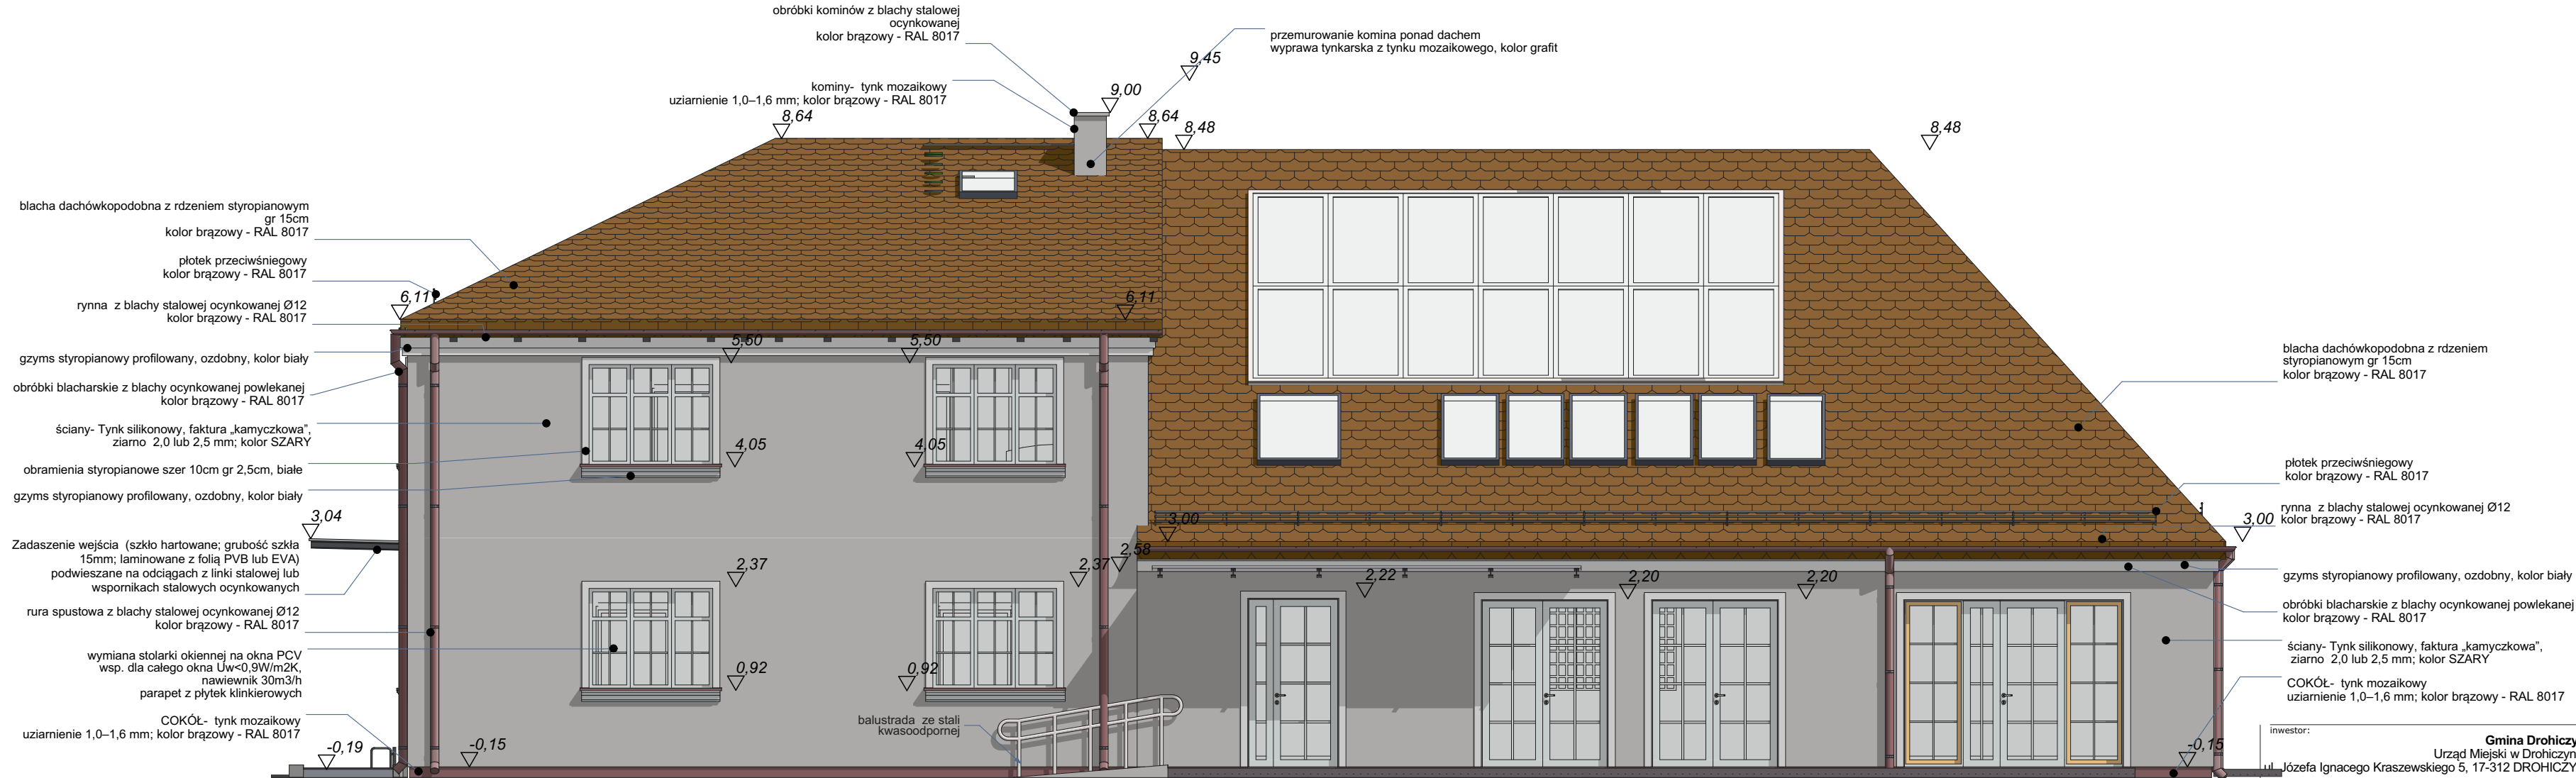 obróbki kominów z blachy stalowej
ocynkowanej
kolor brązowy - RAL 8017
przemurowanie komina ponad dachem
wyprawa tynkarska z tynku mozaikowego, kolor grafit
9,45
kominy-  tynk mozaikowy
uziarnienie 1,0–1,6 mm; kolor brązowy - RAL 8017
9,00
8,64
8,64
8,48
8,48
blacha dachówkopodobna z rdzeniem styropianowym
gr 15cm
kolor brązowy - RAL 8017
płotek przeciwśniegowy
kolor brązowy - RAL 8017
6,11
6,11
rynna  z blachy stalowej ocynkowanej Ø12
kolor brązowy - RAL 8017
5,50
5,50
gzyms styropianowy profilowany, ozdobny, kolor biały
obróbki blacharskie z blachy ocynkowanej powlekanej
kolor brązowy - RAL 8017
ściany- Tynk silikonowy, faktura „kamyczkowa”,
ziarno  2,0 lub 2,5 mm; kolor SZARY
4,05
4,05
obramienia styropianowe szer 10cm gr 2,5cm, białe
gzyms styropianowy profilowany, ozdobny, kolor biały
3,04
Zadaszenie wejścia  (szkło hartowane; grubość szkła
15mm; laminowane z folią PVB lub EVA)
podwieszane na odciągach z linki stalowej lub
wspornikach stalowych ocynkowanych
rura spustowa z blachy stalowej ocynkowanej Ø12
kolor brązowy - RAL 8017
wymiana stolarki okiennej na okna PCV
wsp. dla całego okna Uw<0,9W/m2K,
nawiewnik 30m3/h
parapet z płytek klinkierowych
COKÓŁ-  tynk mozaikowy
uziarnienie 1,0–1,6 mm; kolor brązowy - RAL 8017
-0,19
-0,15
2,37
2,37
0,92
0,92
balustrada  ze stali
kwasoodpornej
3,00
2,58
2,22
2,20
2,20
blacha dachówkopodobna z rdzeniem
styropianowym gr 15cm
kolor brązowy - RAL 8017
płotek przeciwśniegowy
kolor brązowy - RAL 8017
3,00
rynna  z blachy stalowej ocynkowanej Ø12
kolor brązowy - RAL 8017
gzyms styropianowy profilowany, ozdobny, kolor biały
obróbki blacharskie z blachy ocynkowanej powlekanej
kolor brązowy - RAL 8017
ściany- Tynk silikonowy, faktura „kamyczkowa”,
ziarno  2,0 lub 2,5 mm; kolor SZARY
COKÓŁ-  tynk mozaikowy
uziarnienie 1,0–1,6 mm; kolor brązowy - RAL 8017
-0,15
inwestor:
Gmina Drohiczy
Urząd Miejski w Drohiczyn
ul. Józefa Ignacego Kraszewskiego 5, 17-312 DROHICZY